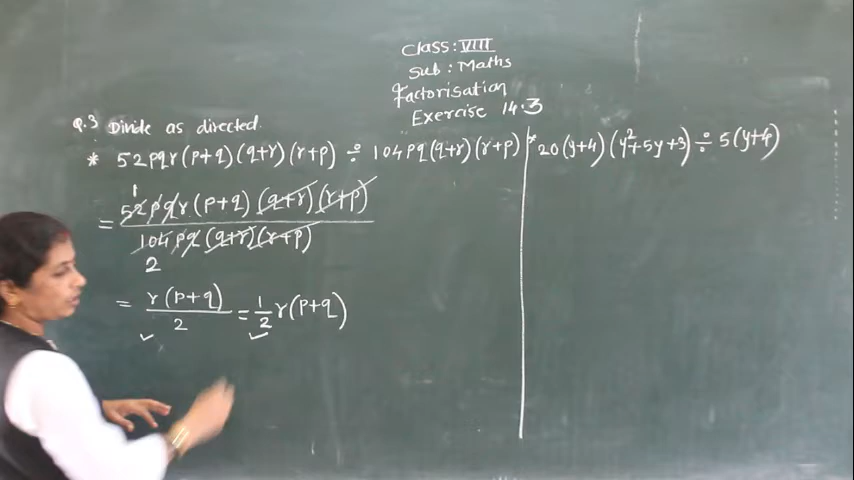 Class: VIII
Sub: Maths
Factorisation
Exercise 14.3
Q.3 Divide as directed.
* 52pqr(p+q)(q+r)(r+p) ÷ 104pq(q+r)(r+p)
= 52pqr(p+q)(q+r)(r+p) / 104pq(q+r)(r+p)
1
2
= r(p+q)/2 = 1/2 r(p+q)
* 20(y+4)(y²+5y+3) ÷ 5(y+4)